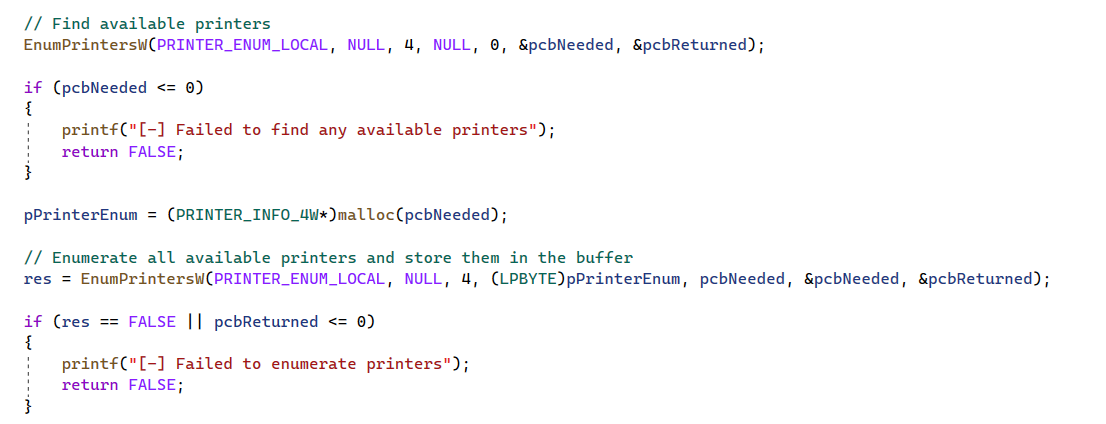 // Find available printers
EnumPrintersW(PRINTER_ENUM_LOCAL, NULL, 4, NULL, 0, &pcbNeeded, &pcbReturned);
if (pcbNeeded <= 0)
{
printf("[-] Failed to find any available printers");
return FALSE;
}
pPrinterEnum = (PRINTER_INFO_4W*)malloc(pcbNeeded);
// Enumerate all available printers and store them in the buffer
res = EnumPrintersW(PRINTER_ENUM_LOCAL, NULL, 4, (LPBYTE)pPrinterEnum, pcbNeeded, &pcbNeeded, &pcbReturned);
if (res == FALSE || pcbReturned <= 0)
{
printf("[-] Failed to enumerate printers");
return FALSE;
}